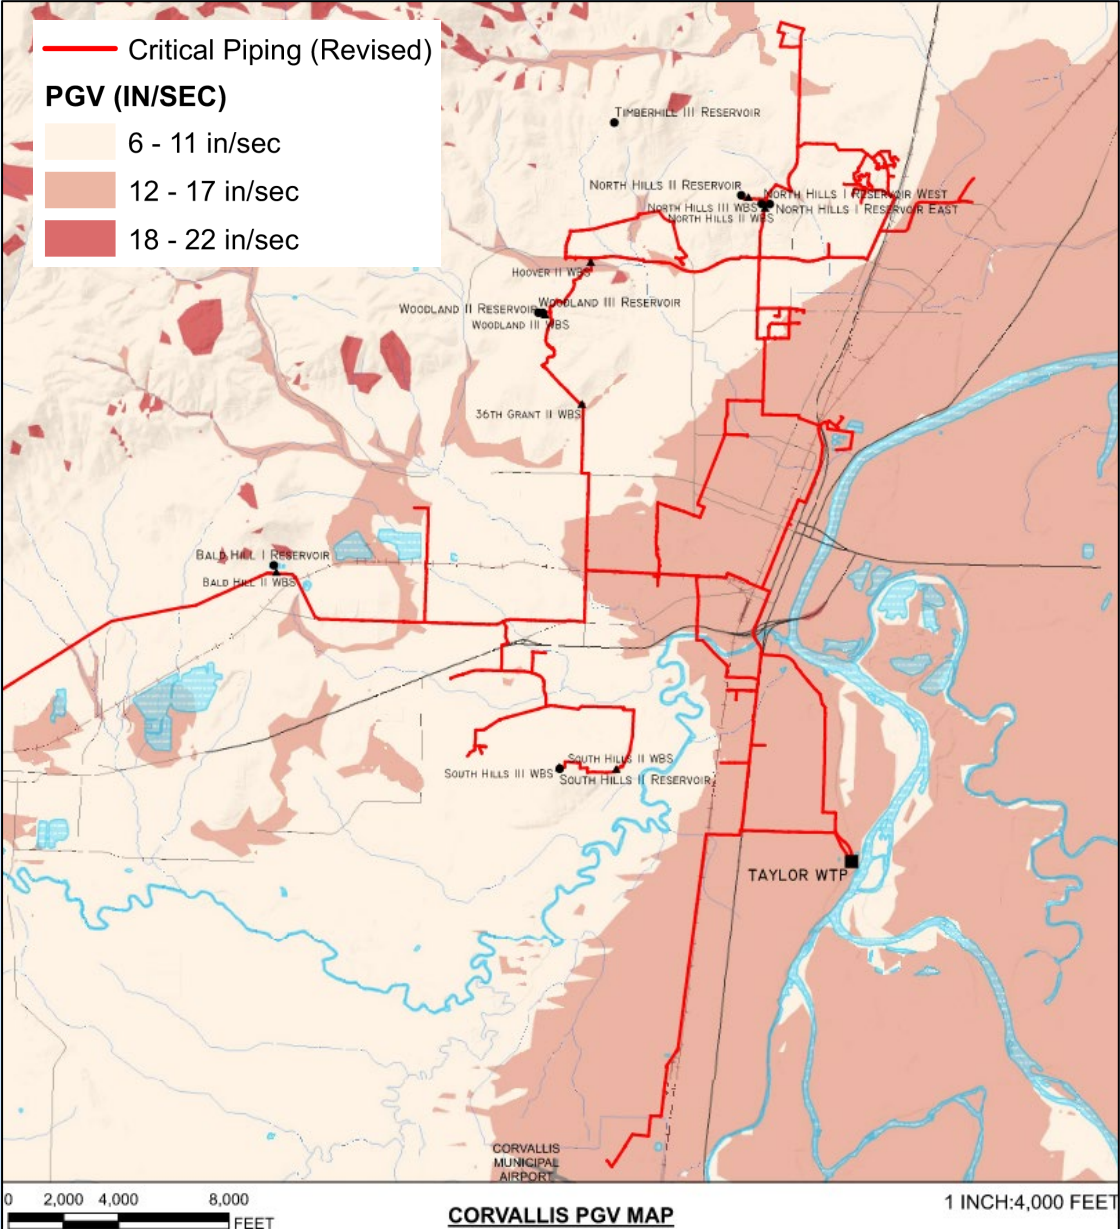 Critical Piping (Revised)
PGV (IN/SEC)
6 - 11 in/sec
12 - 17 in/sec
18 - 22 in/sec
TIMBERHILL III RESERVOIR
NORTH HILLS II RESERVOIR
NORTH HILLS I RESERVOIR WEST
NORTH HILLS III WBS
NORTH HILLS I RESERVOIR EAST
NORTH HILLS II WBS
HOOVER II WBS
WOODLAND III RESERVOIR
WOODLAND II RESERVOIR
WOODLAND III WBS
36TH GRANT II WBS
BALD HILL I RESERVOIR
BALD HILL II WBS
SOUTH HILLS II WBS
SOUTH HILLS III WBS
SOUTH HILLS II RESERVOIR
TAYLOR WTP
CORVALLIS
MUNICIPAL
AIRPORT
0 2,000 4,000 8,000
FEET
CORVALLIS PGV MAP
1 INCH:4,000 FEET